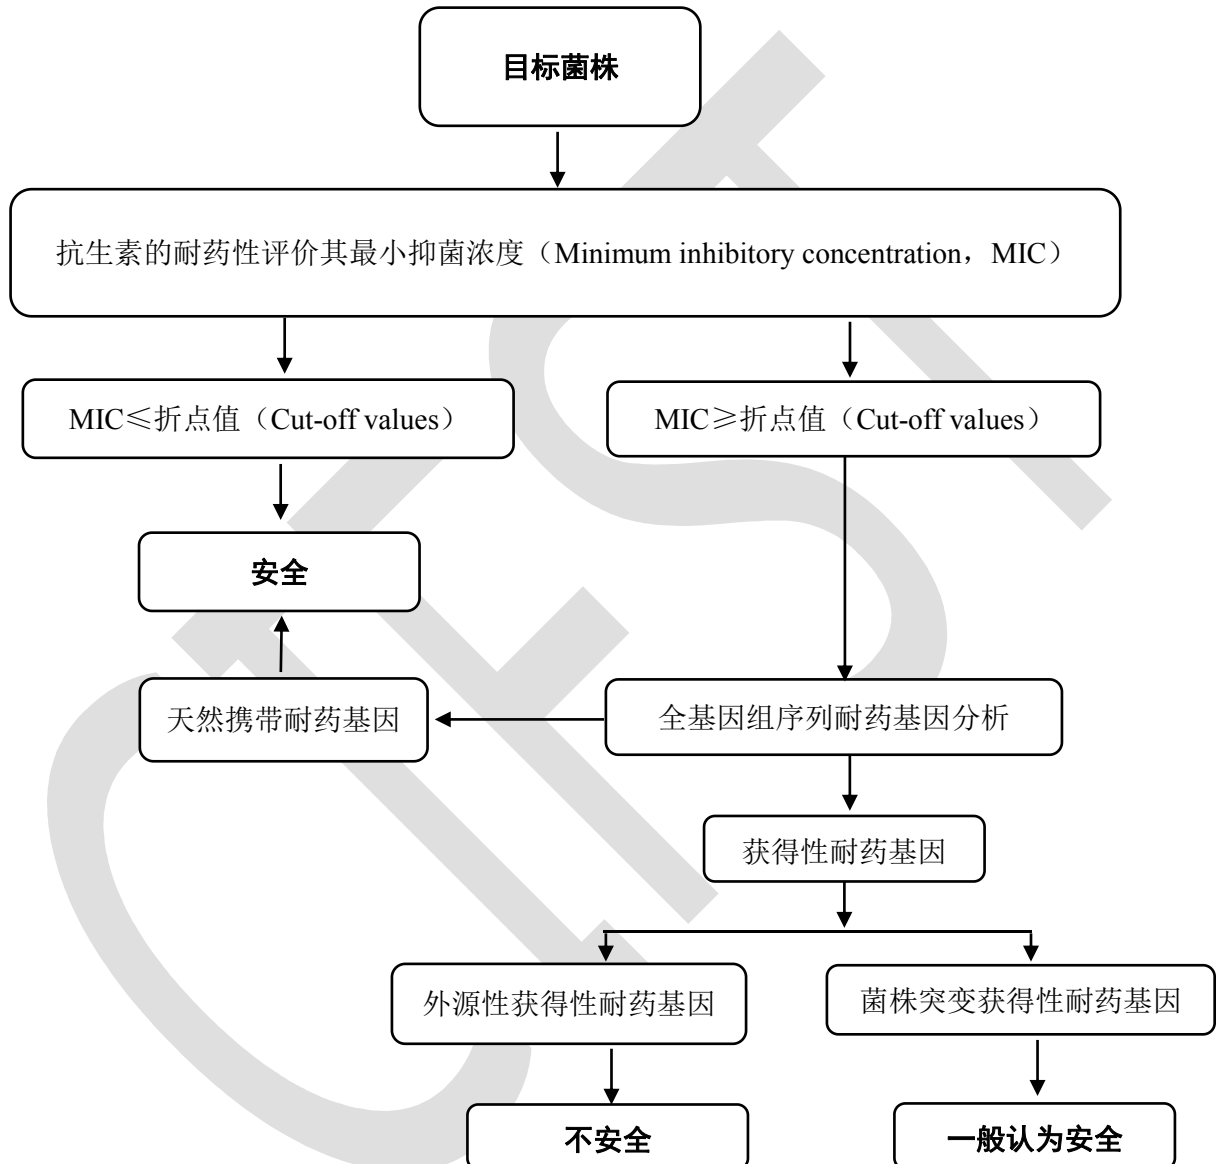 目标菌株
抗生素的耐药性评价其最小抑菌浓度（Minimum inhibitory concentration，MIC）
MIC≤折点值（Cut-off values）
MIC≥折点值（Cut-off values）
安全
天然携带耐药基因
全基因组序列耐药基因分析
获得性耐药基因
外源性获得性耐药基因
菌株突变获得性耐药基因
不安全
一般认为安全
CIFST